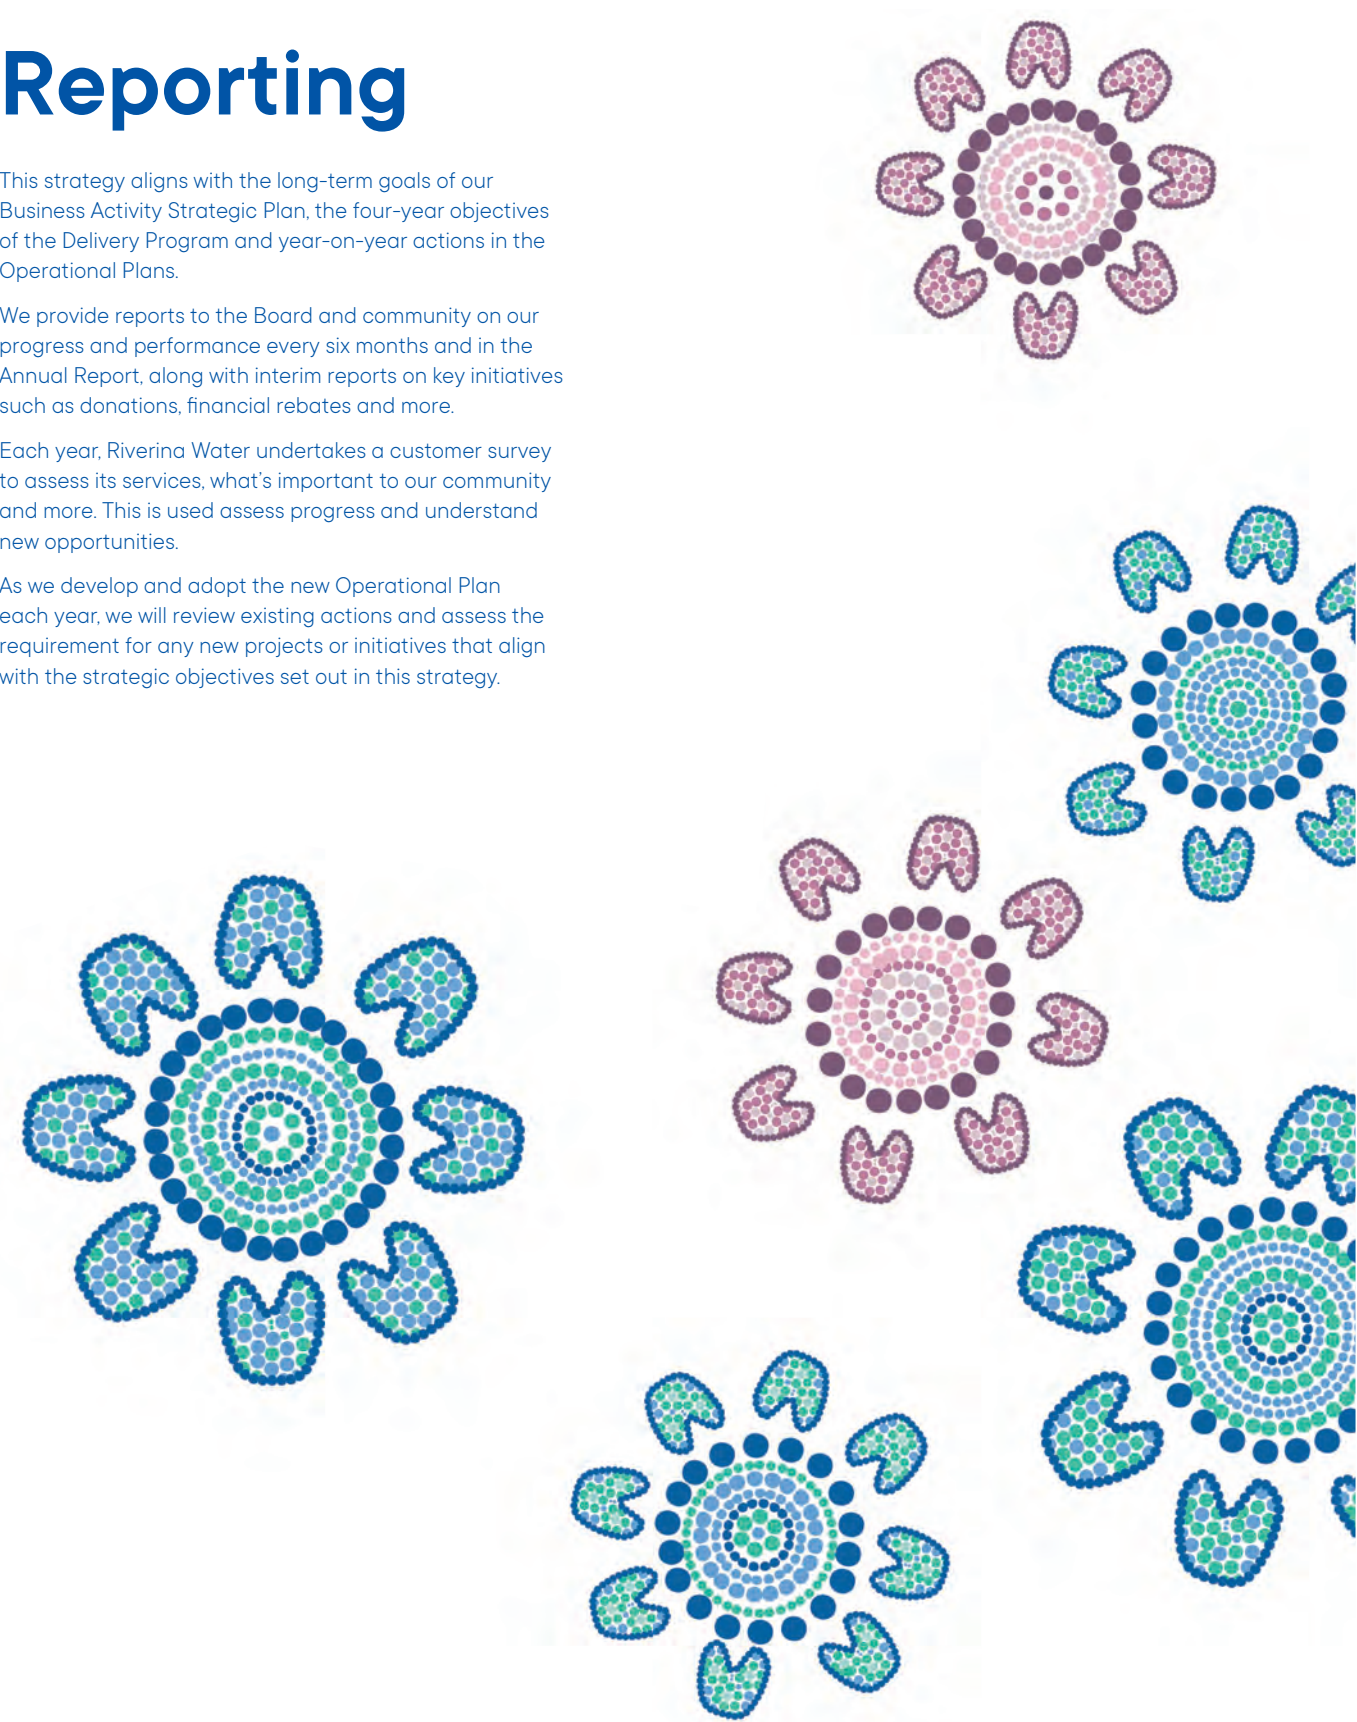 Reporting
This strategy aligns with the long-term goals of our
Business Activity Strategic Plan, the four-year objectives
of the Delivery Program and year-on-year actions in the
Operational Plans.
We provide reports to the Board and community on our
progress and performance every six months and in the
Annual Report, along with interim reports on key initiatives
such as donations, financial rebates and more.
Each year, Riverina Water undertakes a customer survey
to assess its services, what's important to our community
and more. This is used assess progress and understand
new opportunities.
As we develop and adopt the new Operational Plan
each year, we will review existing actions and assess the
requirement for any new projects or initiatives that align
with the strategic objectives set out in this strategy.